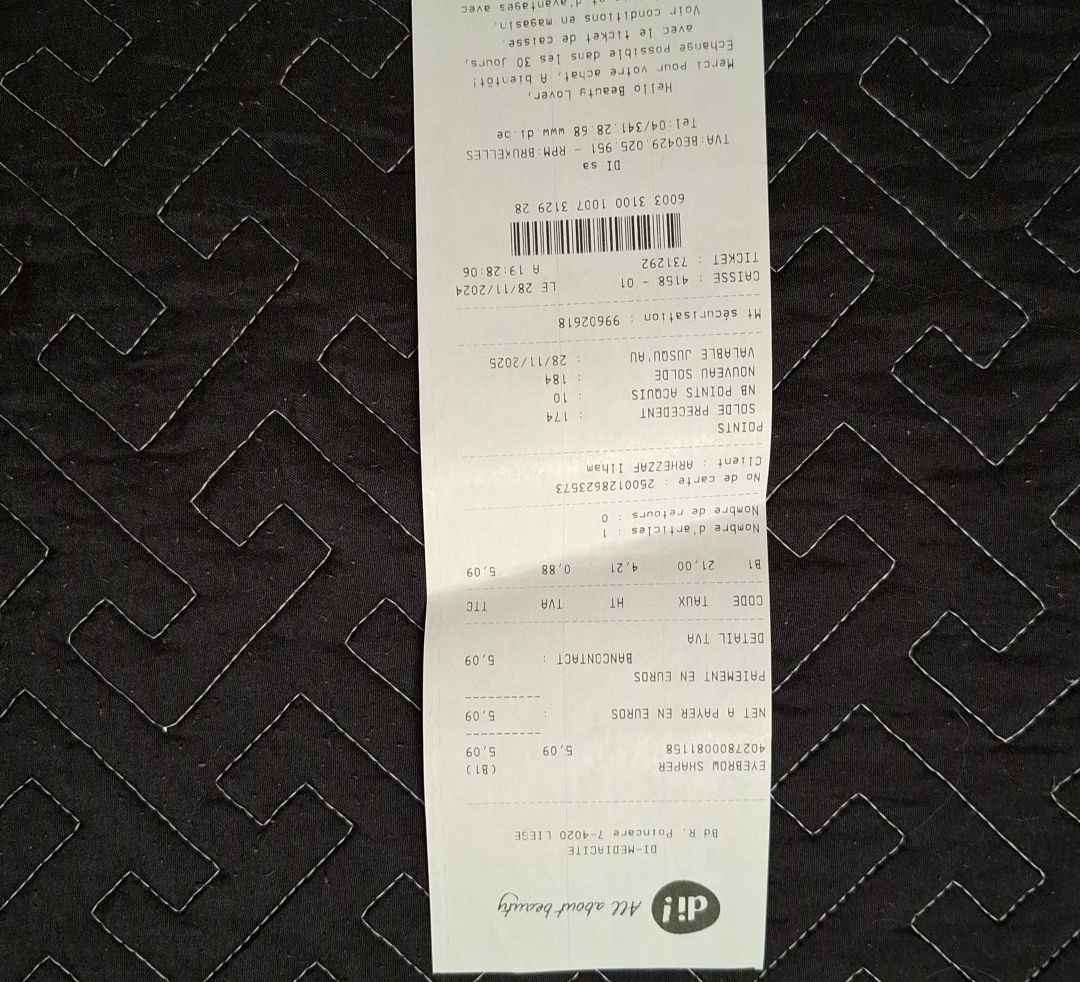 di! All about beauty
DI-MEDIACITE
Bd R. Poincare 7-4020 LIEGE
EYEBROW SHAPER (B1)
4027800081158 5,09 5,09
NET A PAYER EN EUROS : 5,09
PAIEMENT EN EUROS
BANCONTACT : 5,09
DETAIL TVA
CODE TAUX HT TVA TTC
B1 21,00 4,21 0,88 5,09
Nombre d'articles : 1
Nombre de retours : 0
No de carte : 2500128623573
Client : ARHEZZAF Ilham
POINTS
SOLDE PRECEDENT : 174
NB POINTS ACQUIS : 10
NOUVEAU SOLDE : 184
VALABLE JUSQU'AU : 28/11/2025
Mt sécurisation : 99602618
CAISSE : 4158 - 01 LE 28/11/2024
TICKET : 731292 A 19:28:06
6003 3100 1007 3129 28
DI sa
TVA:BE0429.025.951 - RPM:BRUXELLES
Tel:04/341.28.68 www.di.be
Hello Beauty Lover,
Merci pour votre achat, A bientôt!
Echange possible dans les 30 jours,
avec le ticket de caisse.
Voir conditions en magasin.
d'avantages avec